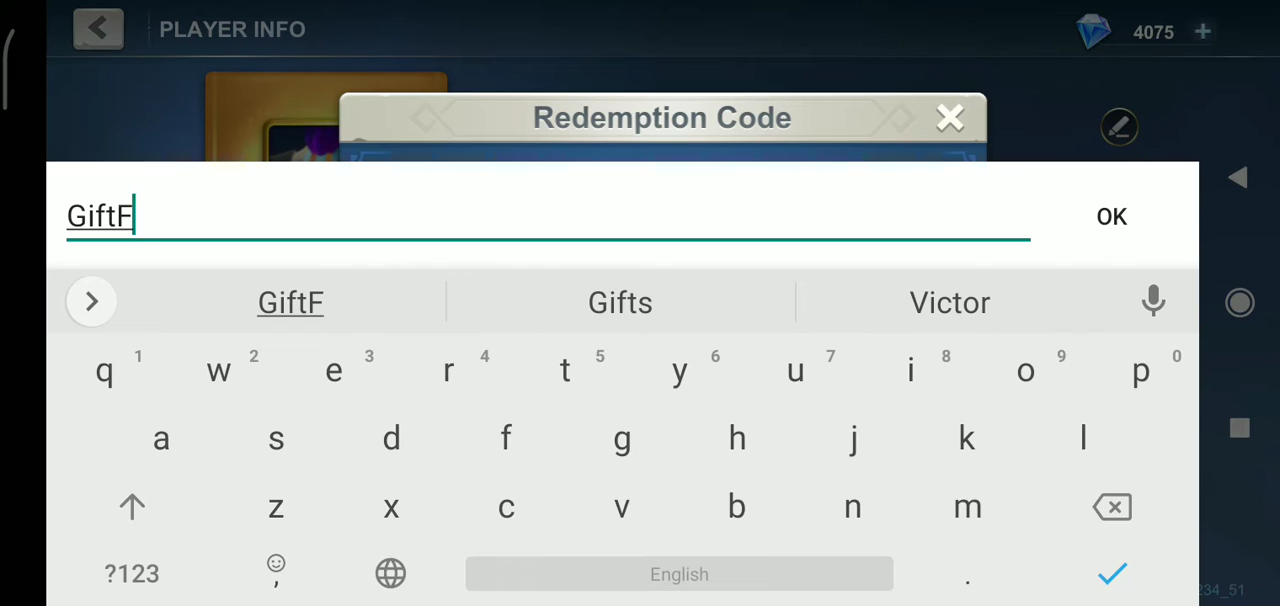 PLAYER INFO
4075 +
Redemption Code
GiftF
OK
GiftF Gifts Victor
1 2 3 4 5 6 7 8 9 0
q w e r t y u i o p
a s d f g h j k l
z x c v b n m
?123 , English .
234_51